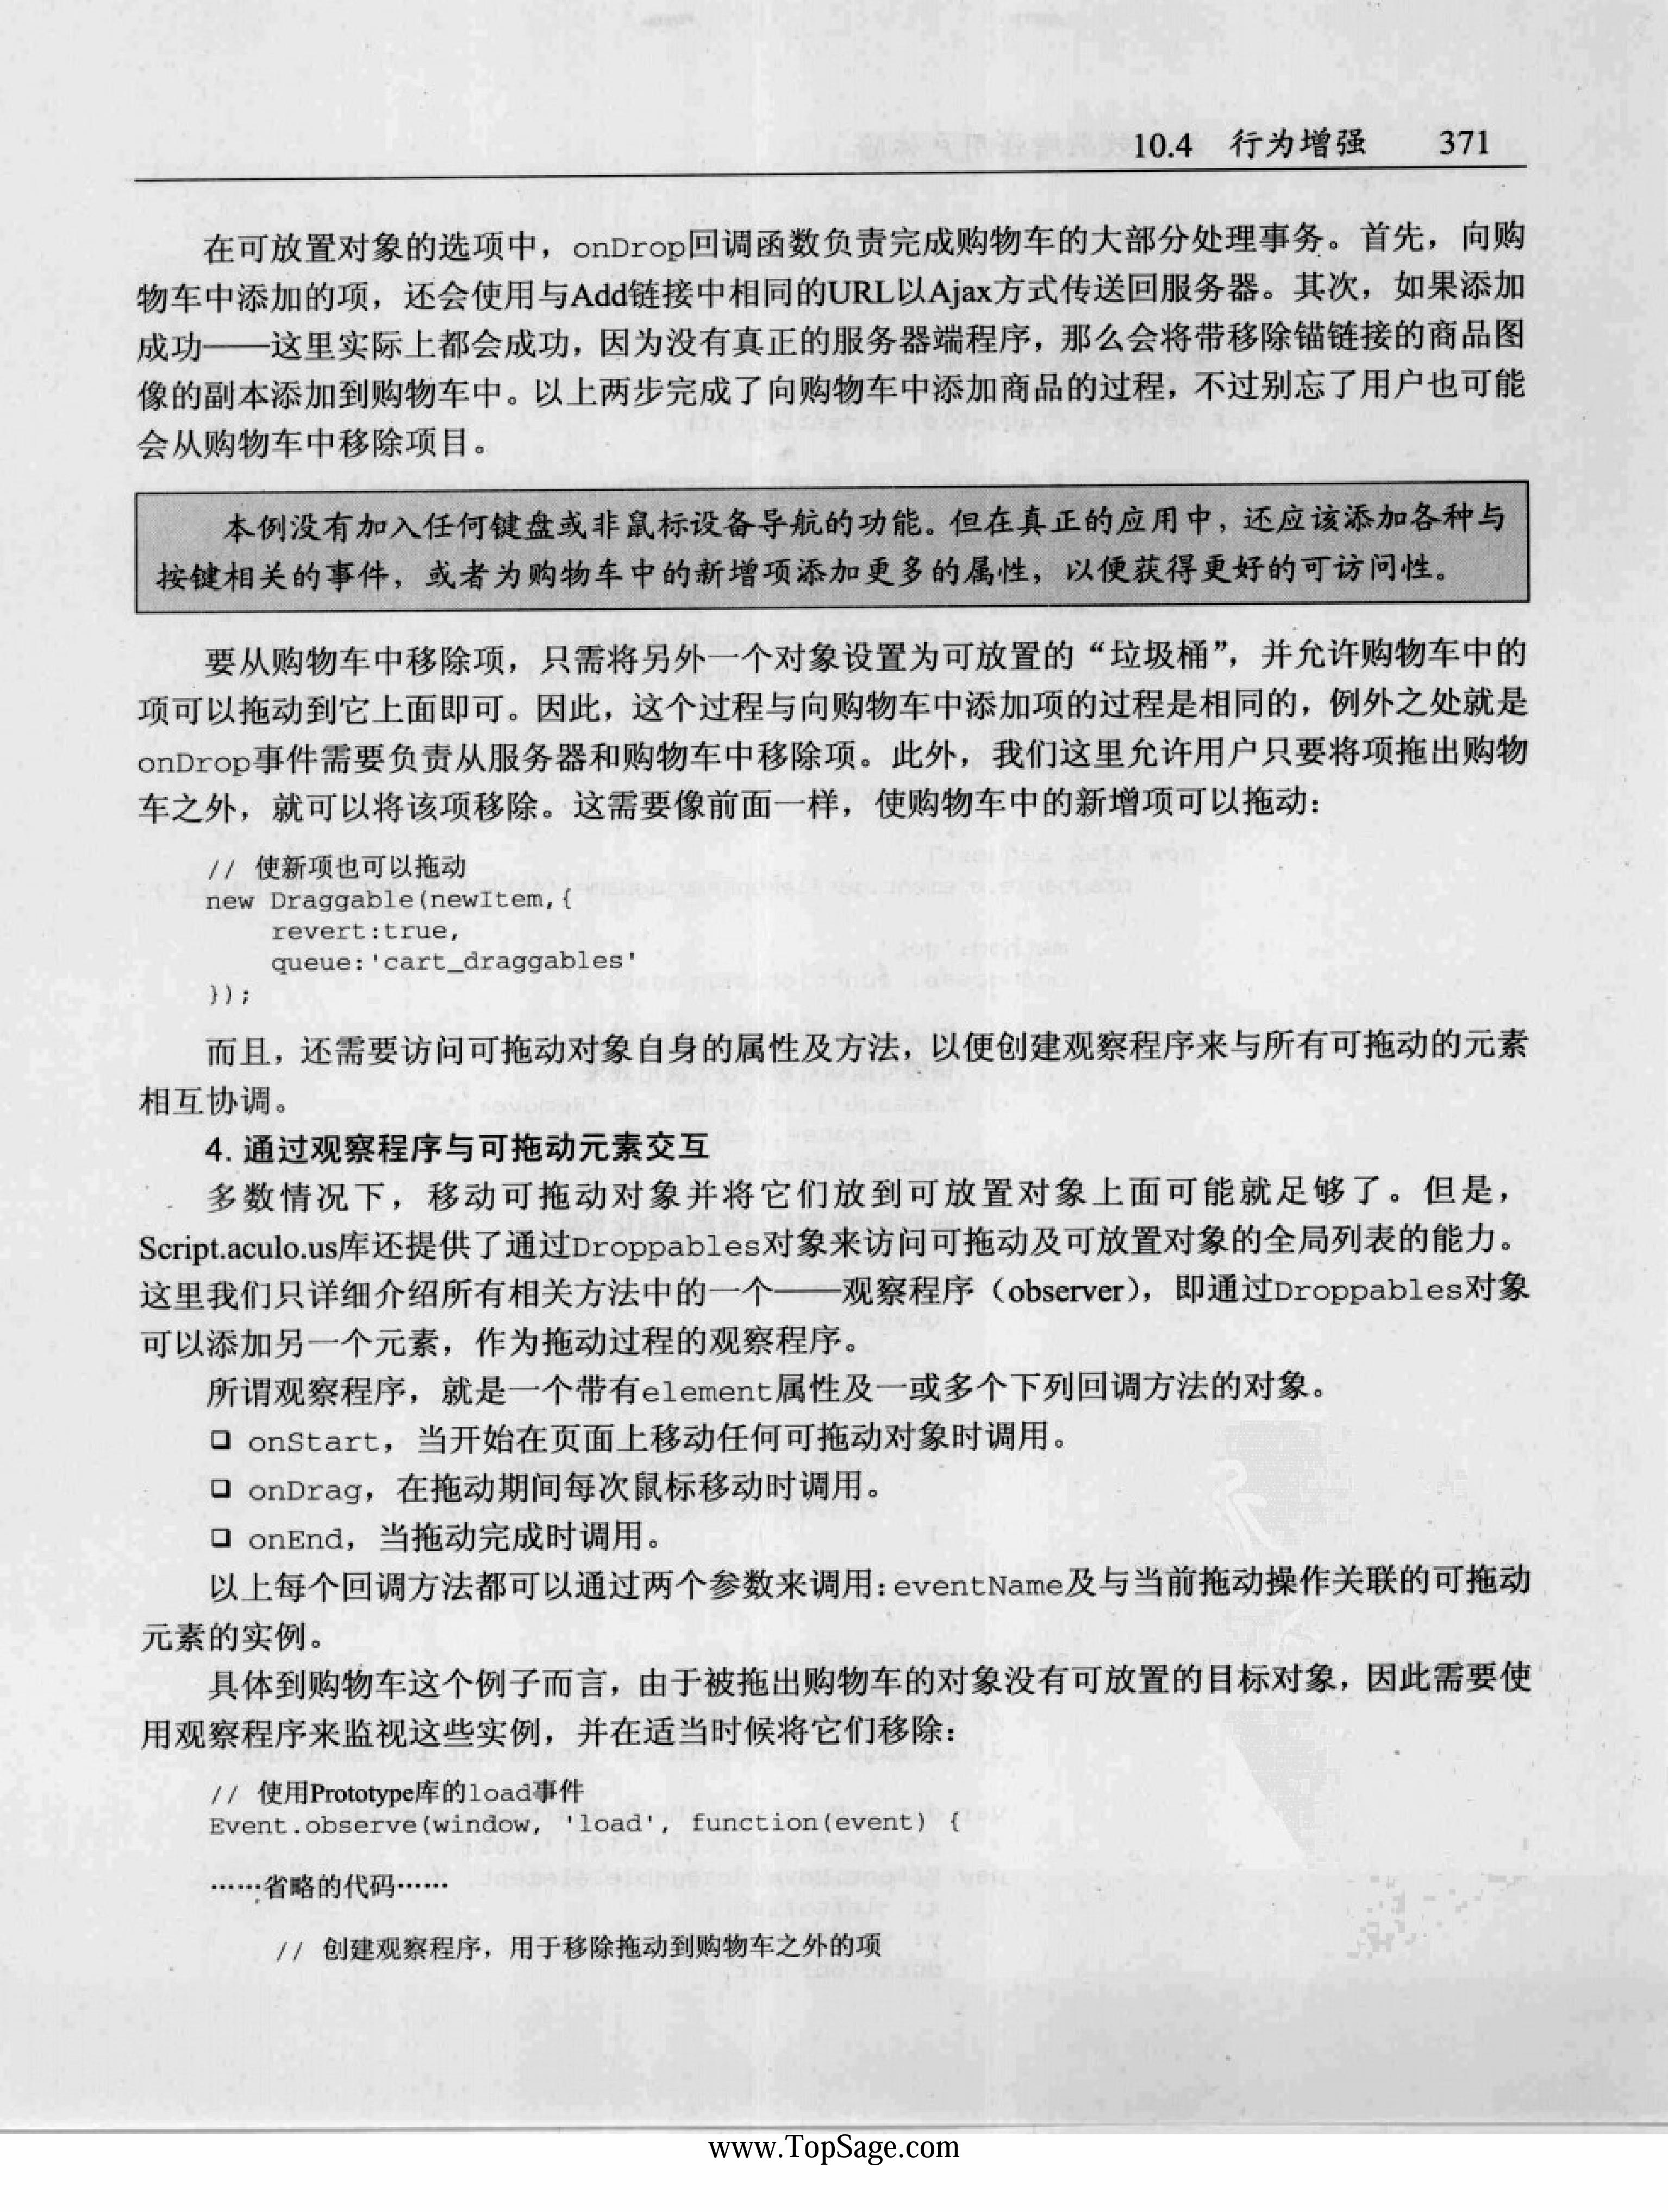 10.4 行为增强 371
在可放置对象的选项中，onDrop回调函数负责完成购物车的大部分处理事务。首先，向购
物车中添加的项，还会使用与Add链接中相同的URL以Ajax方式传送回服务器。其次，如果添加
成功——这里实际上都会成功，因为没有真正的服务器端程序，那么会将带移除锚链接的商品图
像的副本添加到购物车中。以上两步完成了向购物车中添加商品的过程，不过别忘了用户也可能
会从购物车中移除项目。
本例没有加入任何键盘或非鼠标设备导航的功能。但在真正的应用中，还应该添加各种与
按键相关的事件，或者为购物车中的新增项添加更多的属性，以便获得更好的可访问性。
要从购物车中移除项，只需将另外一个对象设置为可放置的“垃圾桶”，并允许购物车中的
项可以拖动到它上面即可。因此，这个过程与向购物车中添加项的过程是相同的，例外之处就是
onDrop事件需要负责从服务器和购物车中移除项。此外，我们这里允许用户只要将项拖出购物
车之外，就可以将该项移除。这需要像前面一样，使购物车中的新增项可以拖动：
// 使新项也可以拖动
new Draggable(newItem,{
revert:true,
queue:'cart_draggables'
});
而且，还需要访问可拖动对象自身的属性及方法，以便创建观察程序来与所有可拖动的元素
相互协调。
4. 通过观察程序与可拖动元素交互
多数情况下，移动可拖动对象并将它们放到可放置对象上面可能就足够了。但是，
Script.aculo.us库还提供了通过Droppables对象来访问可拖动及可放置对象的全局列表的能力。
这里我们只详细介绍所有相关方法中的一个——观察程序（observer），即通过Droppables对象
可以添加另一个元素，作为拖动过程的观察程序。
所谓观察程序，就是一个带有element属性及一或多个下列回调方法的对象。
❑ onStart，当开始在页面上移动任何可拖动对象时调用。
❑ onDrag，在拖动期间每次鼠标移动时调用。
❑ onEnd，当拖动完成时调用。
以上每个回调方法都可以通过两个参数来调用：eventName及与当前拖动操作关联的可拖动
元素的实例。
具体到购物车这个例子而言，由于被拖出购物车的对象没有可放置的目标对象，因此需要使
用观察程序来监视这些实例，并在适当时候将它们移除：
// 使用Prototype库的load事件
Event.observe(window, 'load', function(event) {
……省略的代码……
// 创建观察程序，用于移除拖动到购物车之外的项
www.TopSage.com